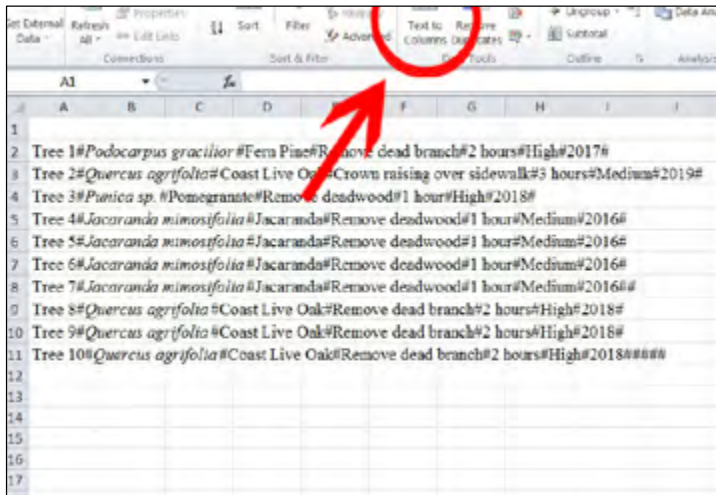 Get External Data
Refresh All
Properties
Edit Links
Connections
Sort
Filter
Advanced
Sort & Filter
Text to Columns
Remove Duplicates
Ungroup
Subtotal
Outline
Data Ana
Analysis
A1
A B C D F G H I
1
2 Tree 1#Podocarpus gracilior#Fern Pine#Remove dead branch#2 hours#High#2017#
3 Tree 2#Quercus agrifolia#Coast Live Oak#Crown raising over sidewalk#3 hours#Medium#2019#
4 Tree 3#Punica sp.#Pomegranate#Remove deadwood#1 hour#High#2018#
5 Tree 4#Jacaranda mimosifolia#Jacaranda#Remove deadwood#1 hour#Medium#2016#
6 Tree 5#Jacaranda mimosifolia#Jacaranda#Remove deadwood#1 hour#Medium#2016#
7 Tree 6#Jacaranda mimosifolia#Jacaranda#Remove deadwood#1 hour#Medium#2016#
8 Tree 7#Jacaranda mimosifolia#Jacaranda#Remove deadwood#1 hour#Medium#2016##
9 Tree 8#Quercus agrifolia#Coast Live Oak#Remove dead branch#2 hours#High#2018#
10 Tree 9#Quercus agrifolia#Coast Live Oak#Remove dead branch#2 hours#High#2018#
11 Tree 10#Quercus agrifolia#Coast Live Oak#Remove dead branch#2 hours#High#2018#####
12
13
14
15
16
17